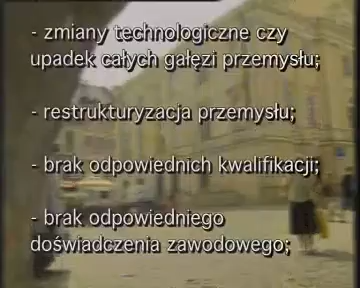 - zmiany technologiczne czy
upadek całych gałęzi przemysłu;
- restrukturyzacja przemysłu;
- brak odpowiednich kwalifikacji;
- brak odpowiedniego
doświadczenia zawodowego;